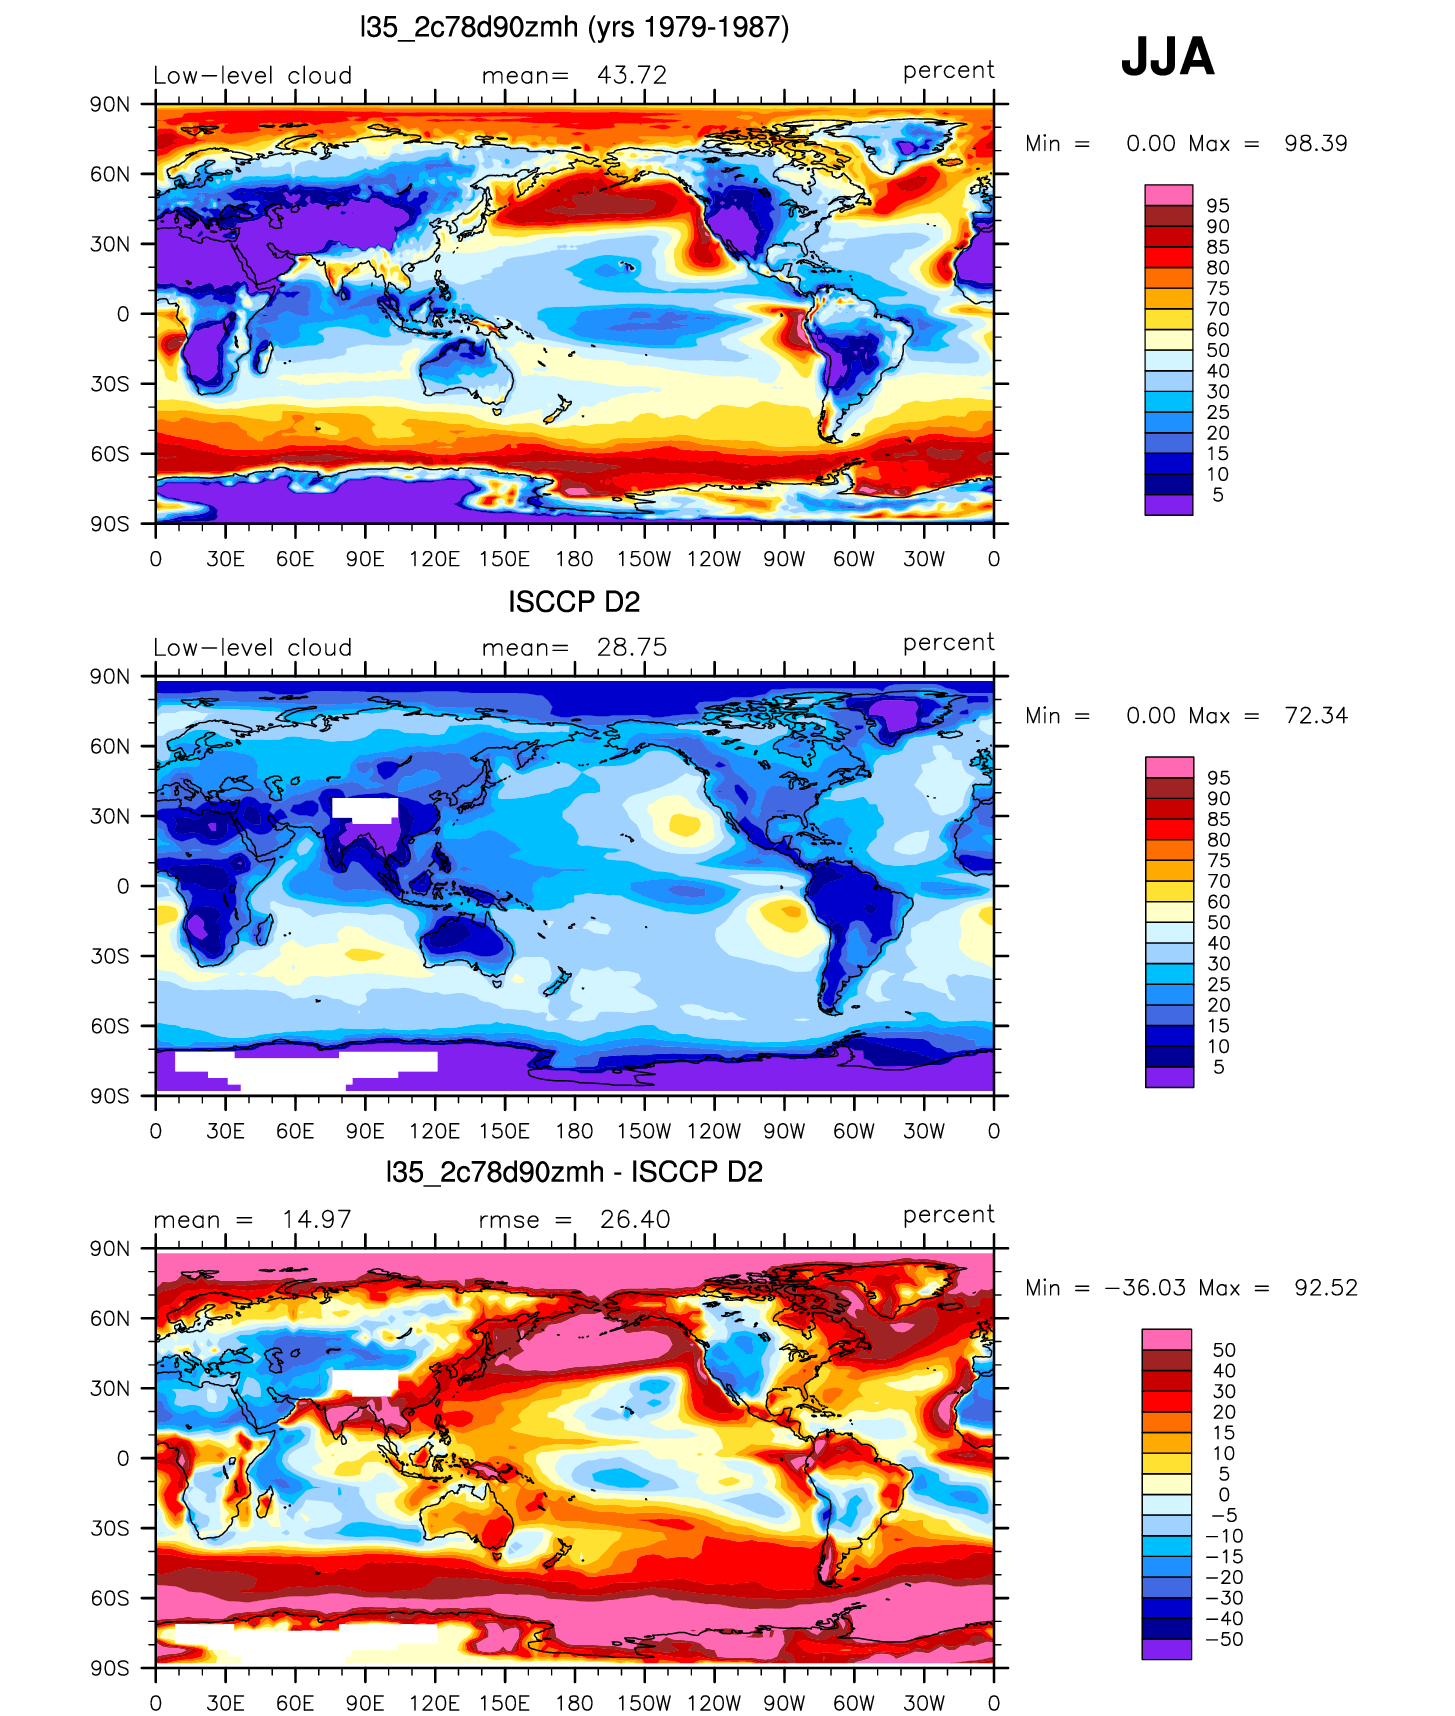 l35_2c78d90zmh (yrs 1979-1987)
JJA
Low-level cloud mean= 43.72 percent
Min = 0.00 Max = 98.39
90N
60N
30N
0
30S
60S
90S
0 30E 60E 90E 120E 150E 180 150W 120W 90W 60W 30W 0
95
90
85
80
75
70
60
50
40
30
25
20
15
10
5
ISCCP D2
Low-level cloud mean= 28.75 percent
Min = 0.00 Max = 72.34
90N
60N
30N
0
30S
60S
90S
0 30E 60E 90E 120E 150E 180 150W 120W 90W 60W 30W 0
95
90
85
80
75
70
60
50
40
30
25
20
15
10
5
l35_2c78d90zmh - ISCCP D2
mean = 14.97 rmse = 26.40 percent
Min = -36.03 Max = 92.52
90N
60N
30N
0
30S
60S
90S
0 30E 60E 90E 120E 150E 180 150W 120W 90W 60W 30W 0
50
40
30
20
15
10
5
0
-5
-10
-15
-20
-30
-40
-50